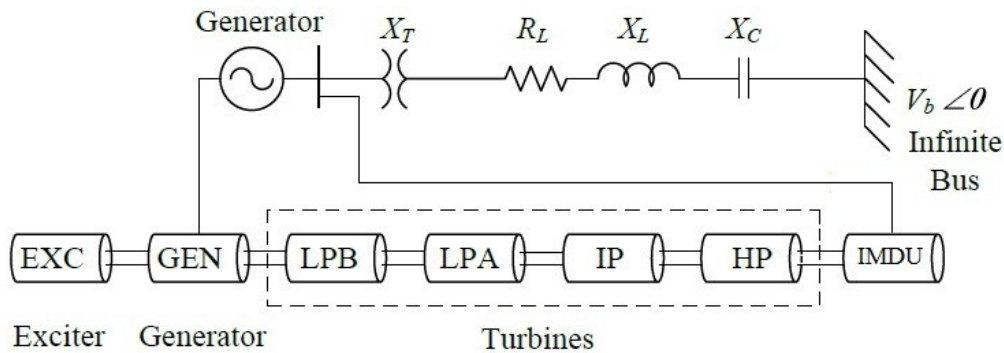 Generator
X_T
R_L
X_L
X_C
V_b ∠0
Infinite
Bus
EXC
GEN
LPB
LPA
IP
HP
IMDU
Exciter
Generator
Turbines